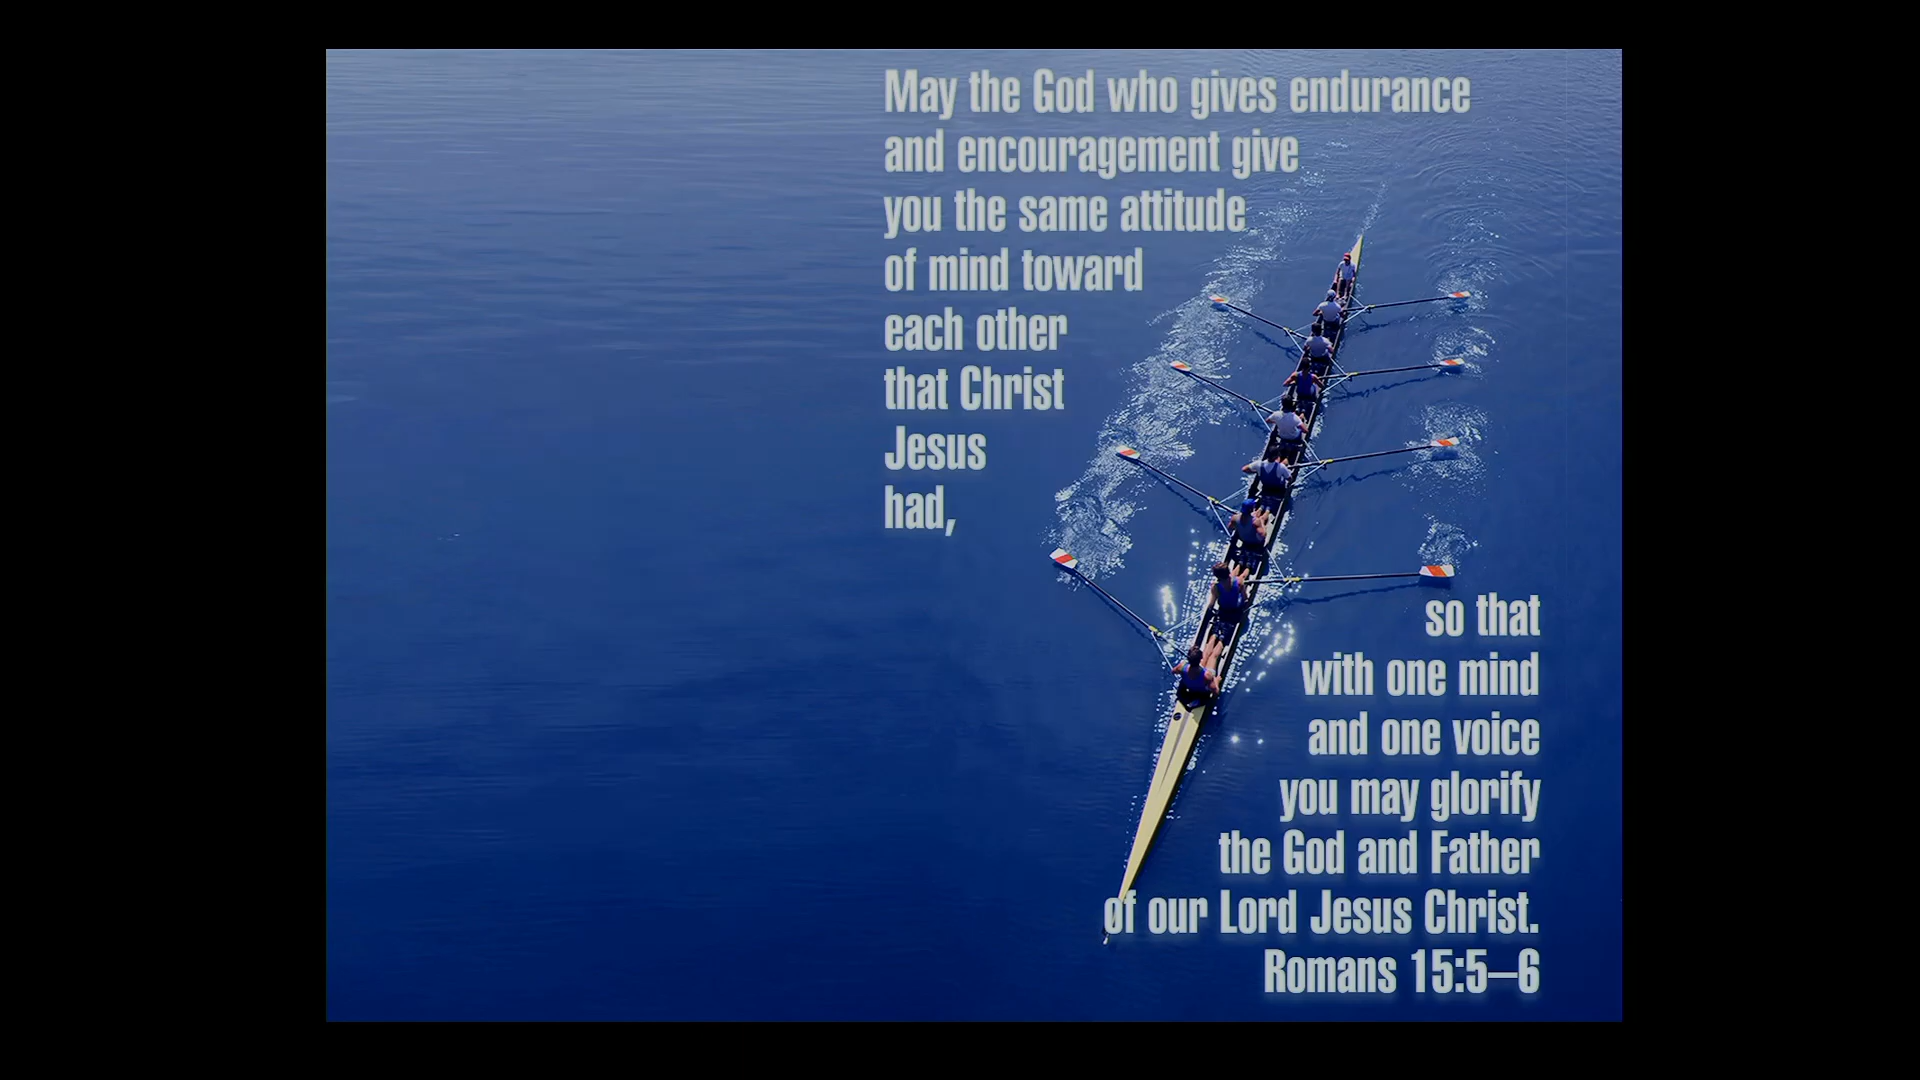 May the God who gives endurance
and encouragement give
you the same attitude
of mind toward
each other
that Christ
Jesus
had,
so that
with one mind
and one voice
you may glorify
the God and Father
of our Lord Jesus Christ.
Romans 15:5–6